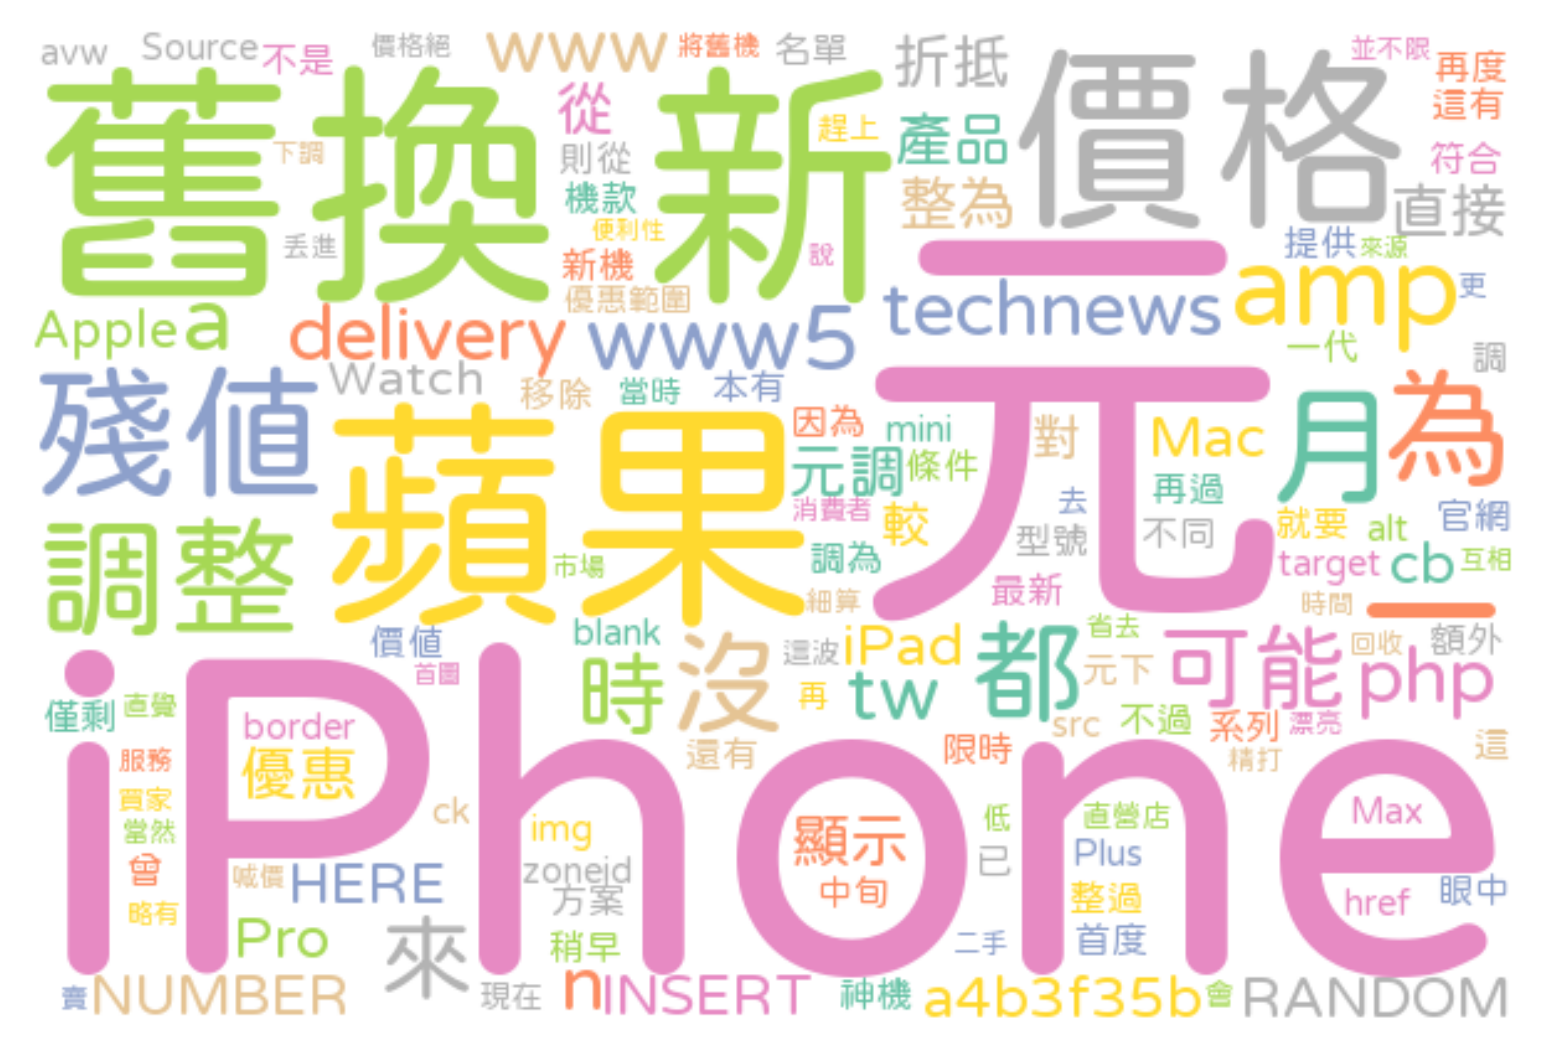 avw Source 不是 價格絕 www 將舊機 名單 折抵 並不限 再度
舊換新 價格
從 趕上 產品 這有
下調 則從 符合
機款 整為 直接
丟進 便利性 說 提供 來源
新機 優惠範圍 technews amp 更
Apple a delivery www5 一代 調
殘值 Watch 移除 當時 本有 元 月 為
蘋果 因為 mini 對 Mac
元調 條件 去 再過
消費者 較 型號 不同 就要 alt 官網
調整 市場 調為 最新 target cb 互相
細算 時間 一
價值 blank 沒 這波 iPad 都 省去 可能 回收 額外
iPhone
首圖 時 再 tw 元下 php
僅剩 直覺 border src 不過 系列 漂亮
服務 優惠 還有 限時 精打 這
買家 ck img 顯示 低 直營店 Max
當然 zoneid 已 Plus
曾 喊價 HERE 方案 中旬 整過 href 眼中
略有 Pro 來 稍早 二手 首度
賣 NUMBER 現在 n INSERT 神機 a4b3f35b 會 RANDOM